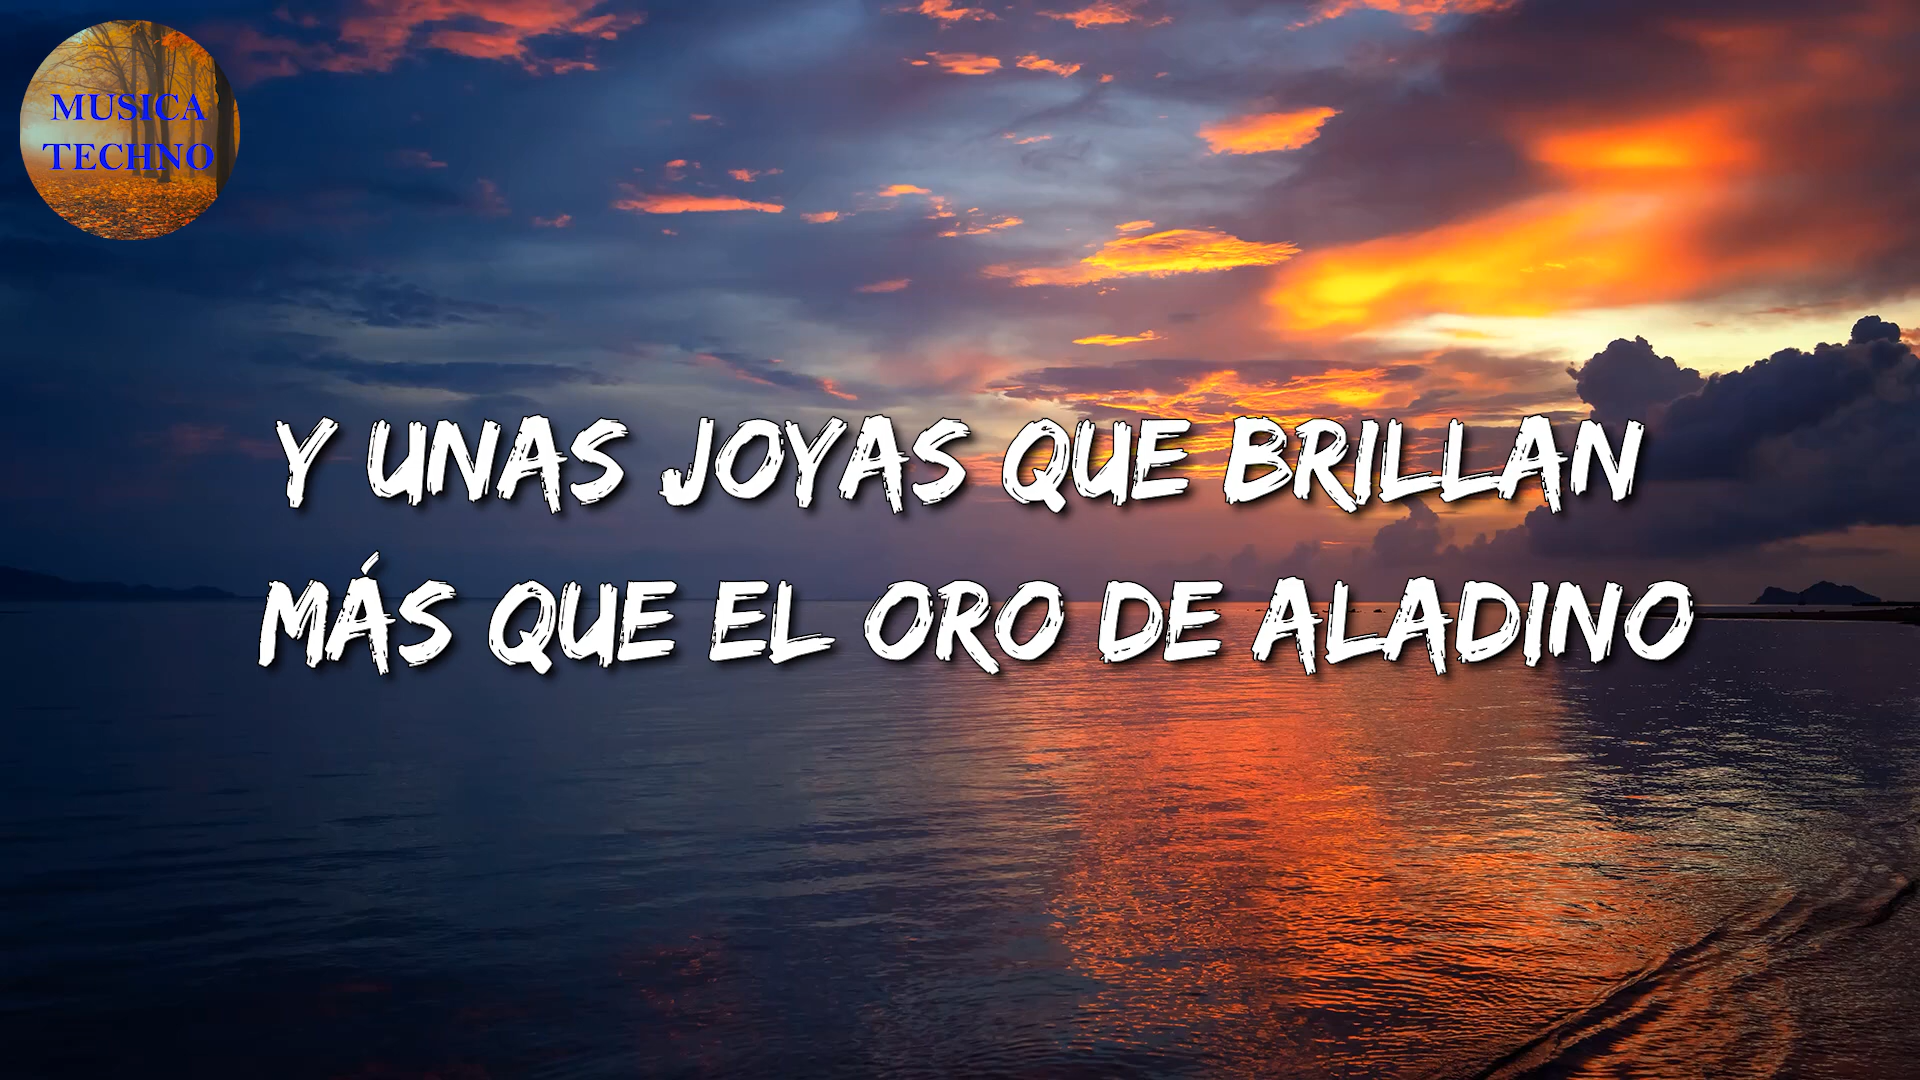 MUSICA
TECHNO
Y UNAS JOYAS QUE BRILLAN
MÁS QUE EL ORO DE ALADINO